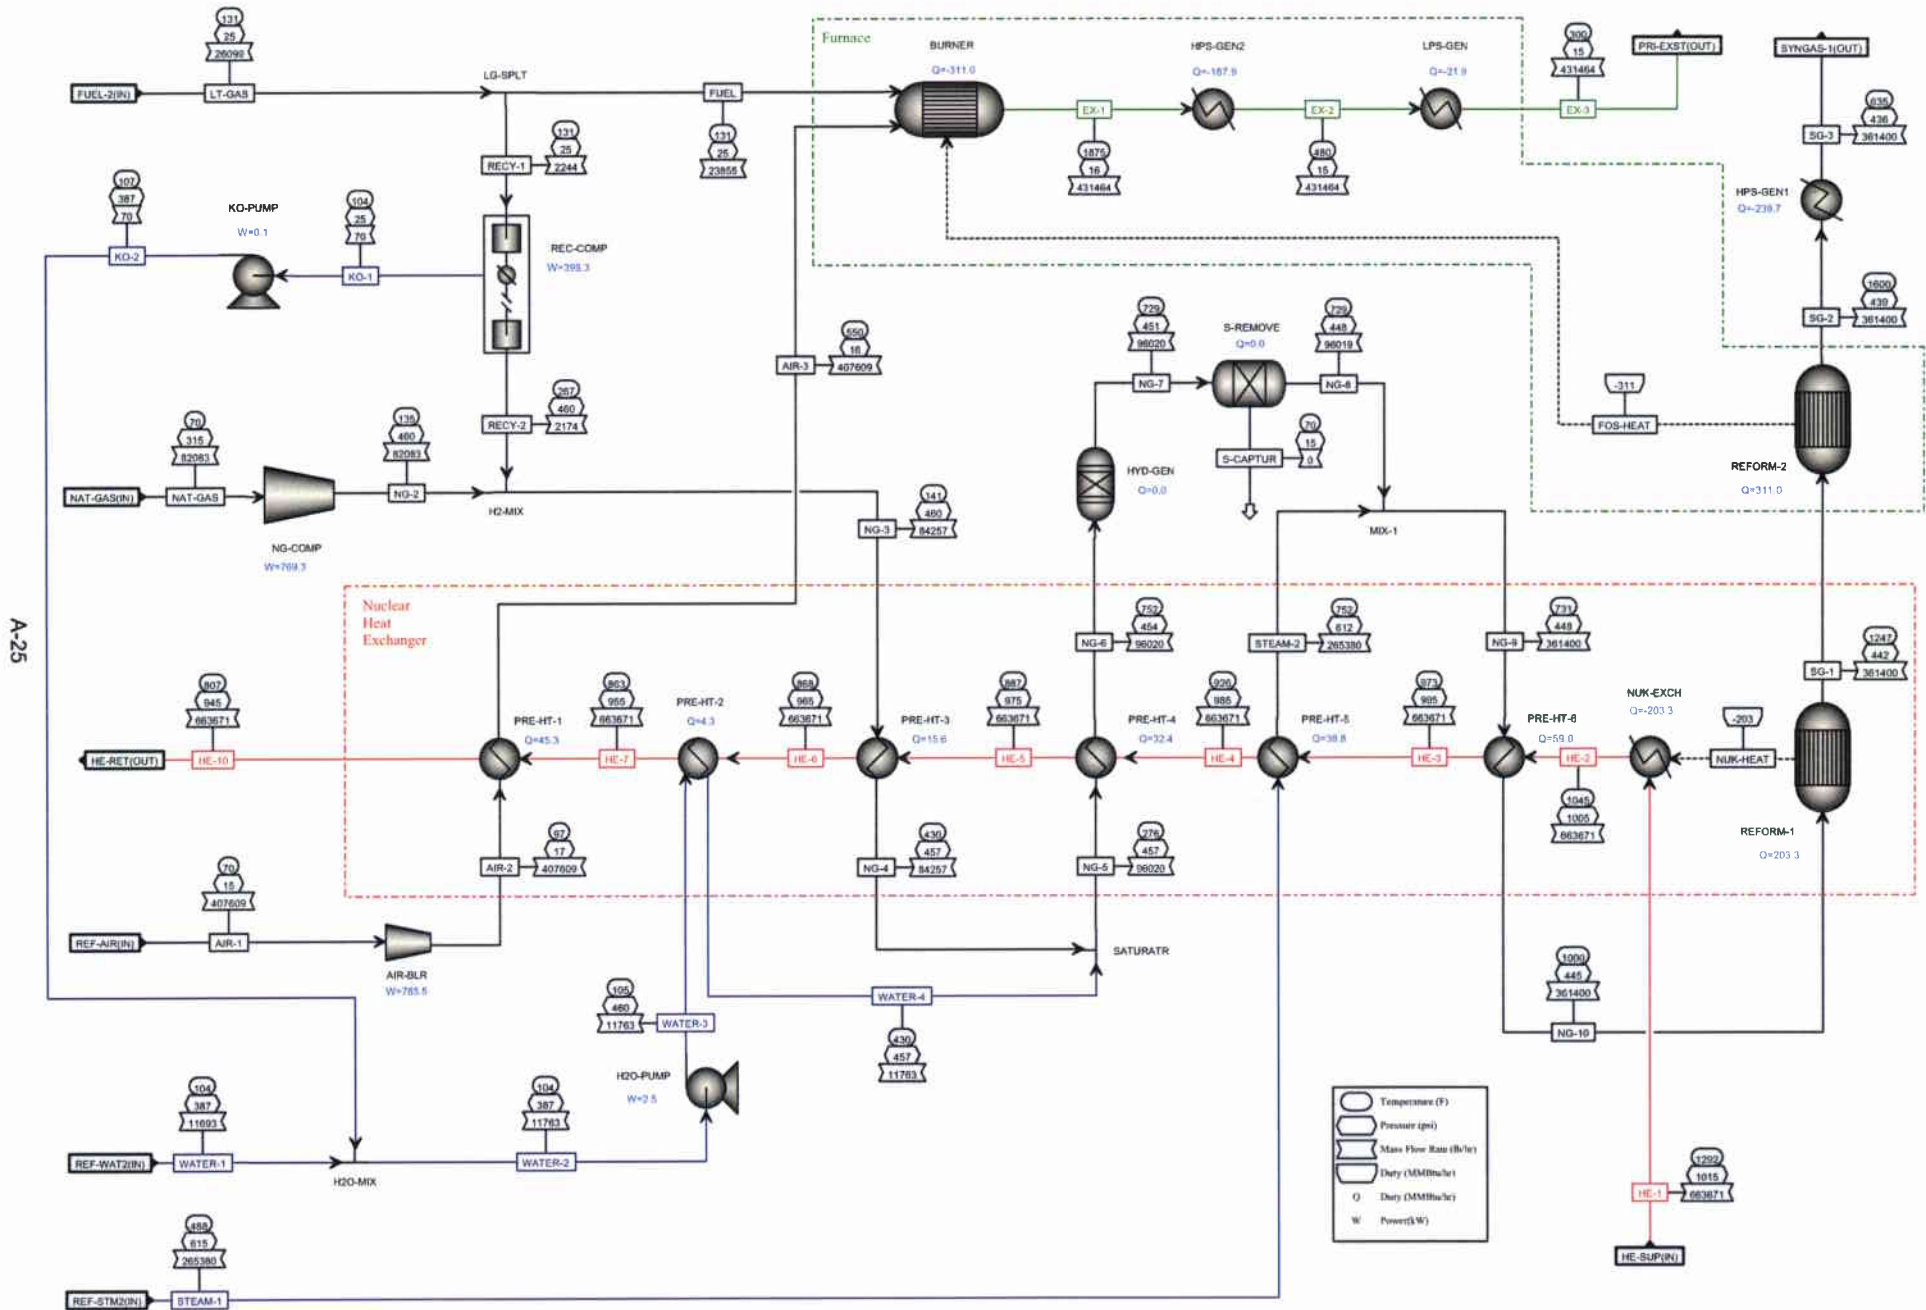 131
25
26099
FUEL-2(IN)
LT-GAS
LG-SPLT
FUEL
131
25
23855
RECY-1
131
25
2244
Furnace
BURNER
Q=-311.0
HPS-GEN2
Q=-187.9
LPS-GEN
Q=-21.9
EX-1
1875
16
431464
EX-2
480
15
431464
300
15
431464
EX-3
PRI-EXST(OUT)
SYNGAS-1(OUT)
SG-3
635
436
361400
HPS-GEN1
Q=-239.7
SG-2
1600
439
361400
107
387
70
KO-2
KO-PUMP
W=0.1
104
25
70
KO-1
REC-COMP
W=398.3
RECY-2
267
460
2174
AIR-3
550
16
407609
729
451
96020
NG-7
S-REMOVE
Q=0.0
729
448
96019
NG-8
S-CAPTUR
70
15
0
HYD-GEN
Q=0.0
-311
FOS-HEAT
REFORM-2
Q=311.0
70
315
82083
NAT-GAS(IN)
NAT-GAS
NG-COMP
W=769.3
135
460
82083
NG-2
H2-MIX
NG-3
141
460
84257
MIX-1
A-25
Nuclear
Heat
Exchanger
NG-6
752
454
96020
STEAM-2
752
612
265380
NG-9
731
448
361400
SG-1
1247
442
361400
HE-RET(OUT)
807
945
663671
HE-10
PRE-HT-1
Q=45.3
863
955
663671
HE-7
PRE-HT-2
Q=4.3
868
965
663671
HE-6
PRE-HT-3
Q=15.6
887
975
663671
HE-5
PRE-HT-4
Q=32.4
926
985
663671
HE-4
PRE-HT-5
Q=38.8
973
995
663671
HE-3
PRE-HT-6
Q=59.0
HE-2
1045
1005
663671
NUK-EXCH
Q=-203.3
-203
NUK-HEAT
REFORM-1
Q=203.3
AIR-2
97
17
407609
NG-4
430
457
84257
NG-5
276
457
96020
70
15
407609
REF-AIR(IN)
AIR-1
AIR-BLR
W=785.5
SATURATR
WATER-4
430
457
11763
105
460
11763
WATER-3
H2O-PUMP
W=2.5
1000
445
361400
NG-10
104
387
11693
REF-WAT2(IN)
WATER-1
H2O-MIX
104
387
11763
WATER-2
488
615
265380
REF-STM2(IN)
STEAM-1
HE-1
1292
1015
663671
HE-SUP(IN)
Temperature (F)
Pressure (psi)
Mass Flow Rate (lb/hr)
Duty (MMBtu/hr)
Q Duty (MMBtu/hr)
W Power(kW)